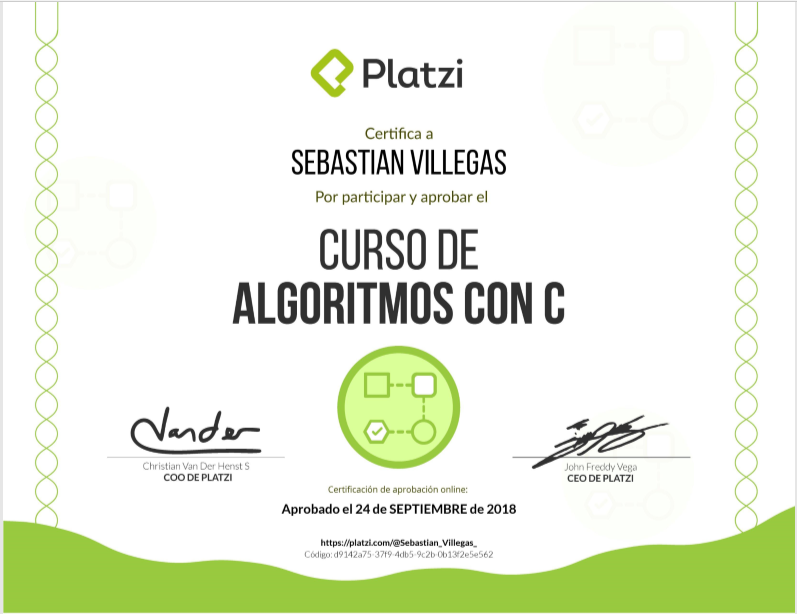 Platzi
Certifica a
SEBASTIAN VILLEGAS
Por participar y aprobar el
CURSO DE
ALGORITMOS CON C
Vander
Christian Van Der Henst S
COO DE PLATZI
John Freddy Vega
CEO DE PLATZI
Certificación de aprobación online:
Aprobado el 24 de SEPTIEMBRE de 2018
https://platzi.com/@Sebastian_Villegas_
Código: d9142a75-37f9-4db5-9c2b-0b13f2e5e562